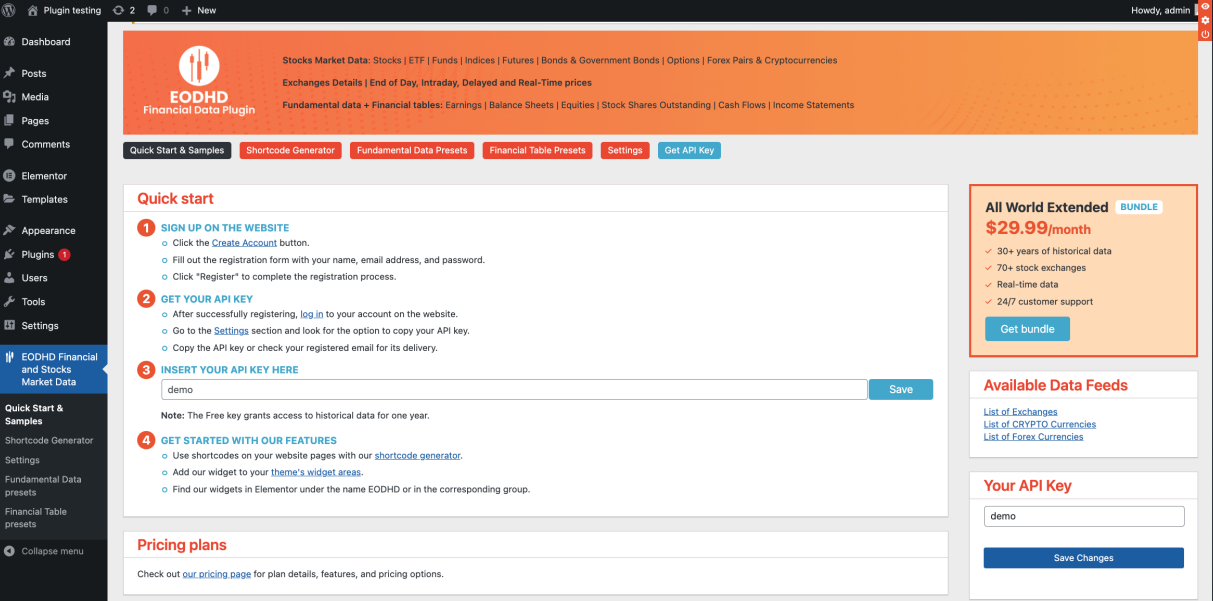 Plugin testing
2
0
New
Howdy, admin
Dashboard
Posts
Media
Pages
Comments
Elementor
Templates
Appearance
Plugins 1
Users
Tools
Settings
EODHD Financial
and Stocks
Market Data
Quick Start &
Samples
Shortcode Generator
Settings
Fundamental Data
presets
Financial Table
presets
Collapse menu
EODHD
Financial Data Plugin
Stocks Market Data: Stocks | ETF | Funds | Indices | Futures | Bonds & Government Bonds | Options | Forex Pairs & Cryptocurrencies
Exchanges Details | End of Day, Intraday, Delayed and Real-Time prices
Fundamental data + Financial tables: Earnings | Balance Sheets | Equities | Stock Shares Outstanding | Cash Flows | Income Statements
Quick Start & Samples
Shortcode Generator
Fundamental Data Presets
Financial Table Presets
Settings
Get API Key
Quick start
1 SIGN UP ON THE WEBSITE
Click the Create Account button.
Fill out the registration form with your name, email address, and password.
Click "Register" to complete the registration process.
2 GET YOUR API KEY
After successfully registering, log in to your account on the website.
Go to the Settings section and look for the option to copy your API key.
Copy the API key or check your registered email for its delivery.
3 INSERT YOUR API KEY HERE
demo
Save
Note: The Free key grants access to historical data for one year.
4 GET STARTED WITH OUR FEATURES
Use shortcodes on your website pages with our shortcode generator.
Add our widget to your theme's widget areas.
Find our widgets in Elementor under the name EODHD or in the corresponding group.
Pricing plans
Check out our pricing page for plan details, features, and pricing options.
All World Extended BUNDLE
$29.99/month
30+ years of historical data
70+ stock exchanges
Real-time data
24/7 customer support
Get bundle
Available Data Feeds
List of Exchanges
List of CRYPTO Currencies
List of Forex Currencies
Your API Key
demo
Save Changes